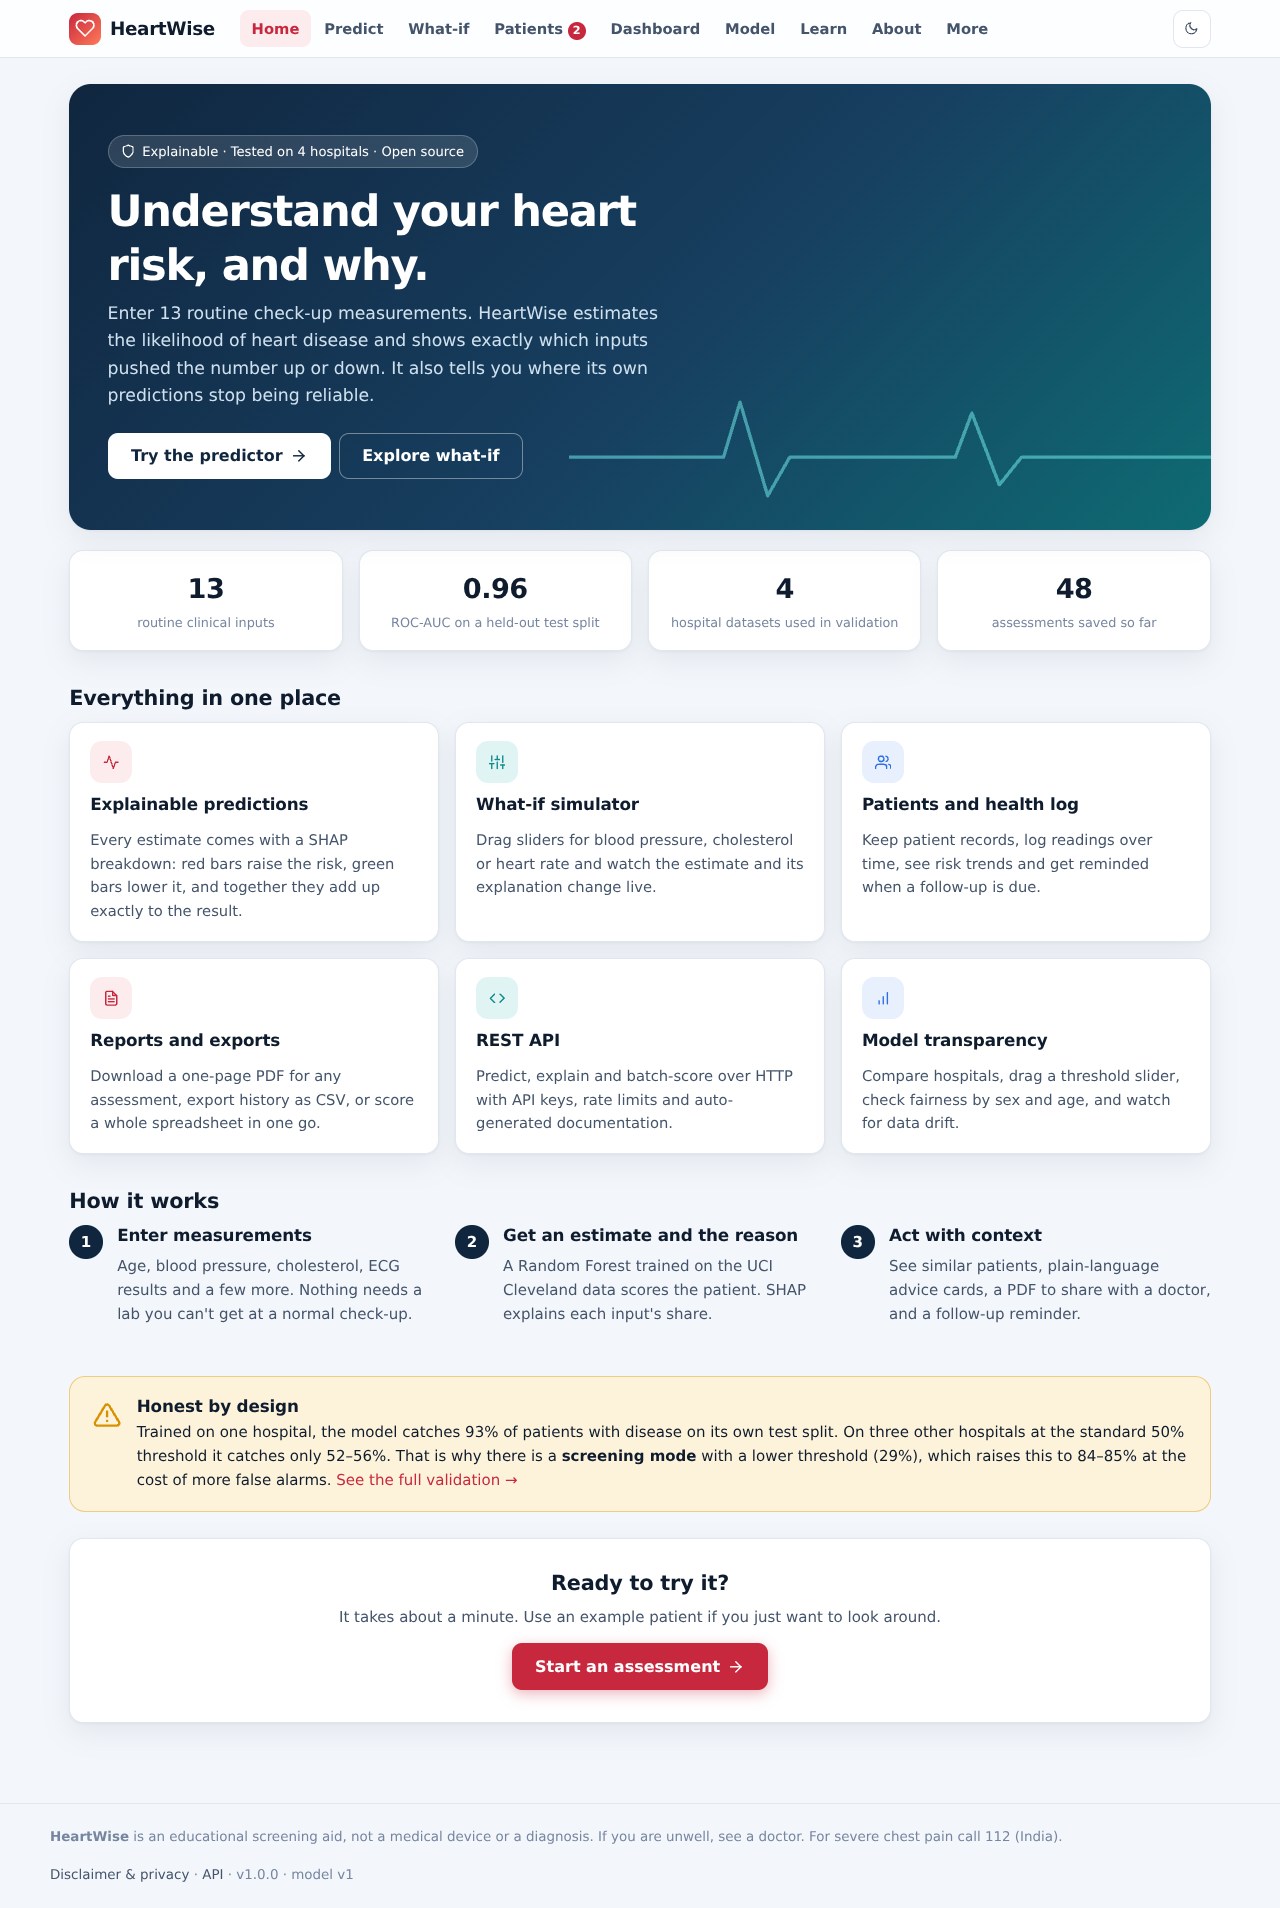 HeartWise Home Predict What-if Patients 2 Dashboard Model Learn About More
Explainable · Tested on 4 hospitals · Open source
Understand your heart
risk, and why.
Enter 13 routine check-up measurements. HeartWise estimates
the likelihood of heart disease and shows exactly which inputs
pushed the number up or down. It also tells you where its own
predictions stop being reliable.
Try the predictor →
Explore what-if
13
routine clinical inputs
0.96
ROC-AUC on a held-out test split
4
hospital datasets used in validation
48
assessments saved so far
Everything in one place
Explainable predictions
Every estimate comes with a SHAP
breakdown: red bars raise the risk, green
bars lower it, and together they add up
exactly to the result.
What-if simulator
Drag sliders for blood pressure, cholesterol
or heart rate and watch the estimate and its
explanation change live.
Patients and health log
Keep patient records, log readings over
time, see risk trends and get reminded
when a follow-up is due.
Reports and exports
Download a one-page PDF for any
assessment, export history as CSV, or score
a whole spreadsheet in one go.
REST API
Predict, explain and batch-score over HTTP
with API keys, rate limits and auto-
generated documentation.
Model transparency
Compare hospitals, drag a threshold slider,
check fairness by sex and age, and watch
for data drift.
How it works
1
Enter measurements
Age, blood pressure, cholesterol, ECG
results and a few more. Nothing needs a
lab you can't get at a normal check-up.
2
Get an estimate and the reason
A Random Forest trained on the UCI
Cleveland data scores the patient. SHAP
explains each input's share.
3
Act with context
See similar patients, plain-language
advice cards, a PDF to share with a doctor,
and a follow-up reminder.
Honest by design
Trained on one hospital, the model catches 93% of patients with disease on its own test split. On three other hospitals at the standard 50%
threshold it catches only 52–56%. That is why there is a screening mode with a lower threshold (29%), which raises this to 84–85% at the
cost of more false alarms. See the full validation →
Ready to try it?
It takes about a minute. Use an example patient if you just want to look around.
Start an assessment →
HeartWise is an educational screening aid, not a medical device or a diagnosis. If you are unwell, see a doctor. For severe chest pain call 112 (India).
Disclaimer & privacy · API · v1.0.0 · model v1